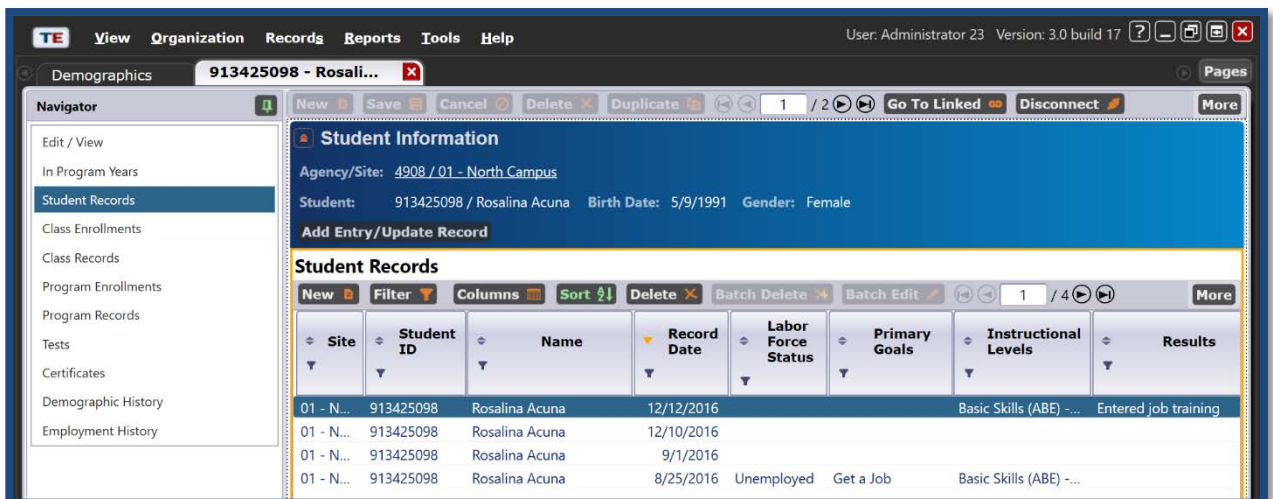 TE View Organization Records Reports Tools Help User: Administrator 23 Version: 3.0 build 17 ?
Demographics 913425098 - Rosali... Pages
Navigator New Save Cancel Delete Duplicate 1 / 2 Go To Linked Disconnect More
Edit / View
In Program Years
Student Records
Class Enrollments
Class Records
Program Enrollments
Program Records
Tests
Certificates
Demographic History
Employment History
Student Information
Agency/Site: 4908 / 01 - North Campus
Student: 913425098 / Rosalina Acuna Birth Date: 5/9/1991 Gender: Female
Add Entry/Update Record
Student Records
New Filter Columns Sort Delete Batch Delete Batch Edit 1 / 4 More
Site Student ID Name Record Date Labor Force Status Primary Goals Instructional Levels Results
01 - N... 913425098 Rosalina Acuna 12/12/2016 Basic Skills (ABE) -... Entered job training
01 - N... 913425098 Rosalina Acuna 12/10/2016
01 - N... 913425098 Rosalina Acuna 9/1/2016
01 - N... 913425098 Rosalina Acuna 8/25/2016 Unemployed Get a Job Basic Skills (ABE) -...